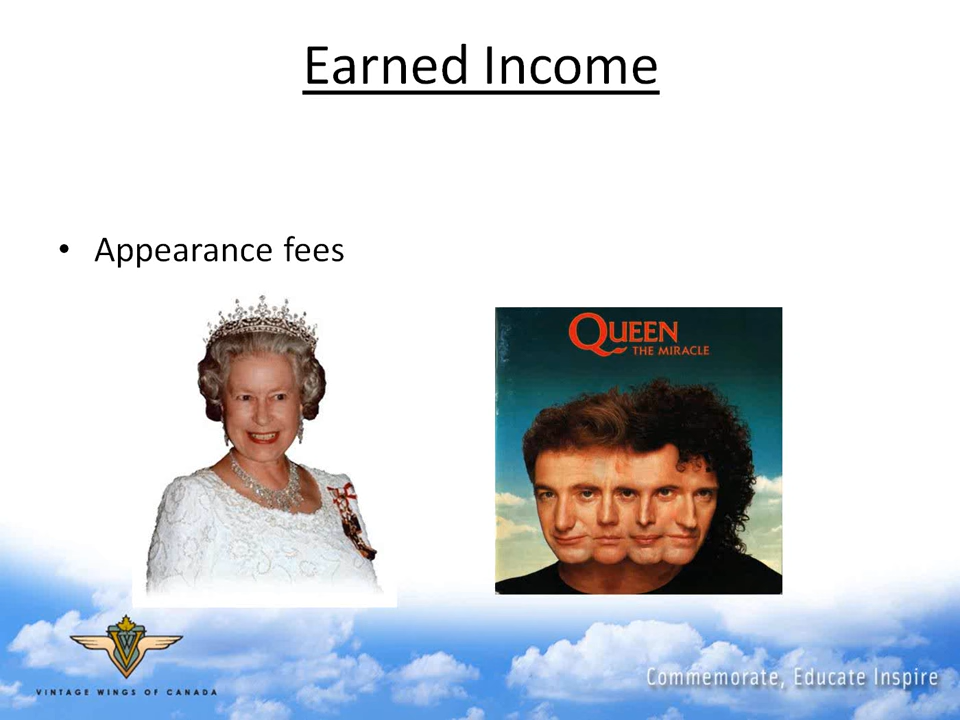 Earned Income
• Appearance fees
QUEEN
THE MIRACLE
VINTAGE WINGS OF CANADA
Commemorate, Educate Inspire